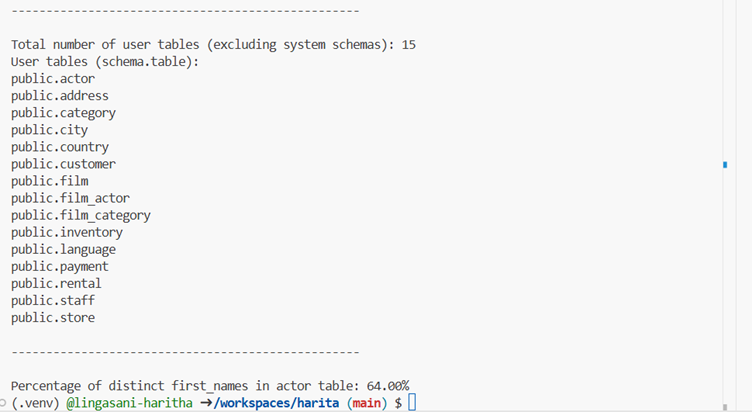 -------------------------------------------------
Total number of user tables (excluding system schemas): 15
User tables (schema.table):
public.actor
public.address
public.category
public.city
public.country
public.customer
public.film
public.film_actor
public.film_category
public.inventory
public.language
public.payment
public.rental
public.staff
public.store
-------------------------------------------------
Percentage of distinct first_names in actor table: 64.00%
(.venv) @lingasani-haritha ➜/workspaces/harita (main) $